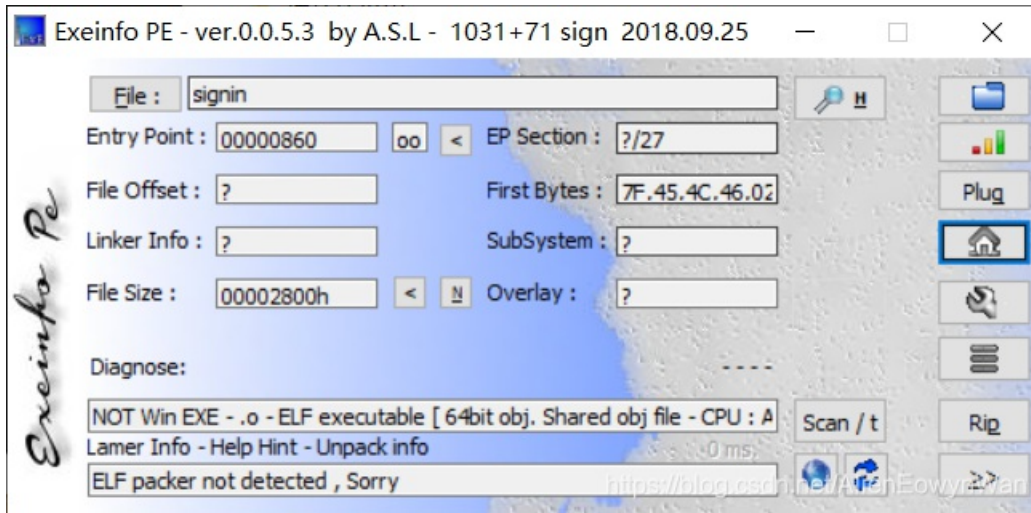 Exeinfo PE - ver.0.0.5.3 by A.S.L - 1031+71 sign 2018.09.25
File : signin H
Entry Point : 00000860 oo < EP Section : ?/27
File Offset : ? First Bytes : 7F.45.4C.46.02 Plug
Linker Info : ? SubSystem : ?
File Size : 00002800h < N Overlay : ?
Diagnose: - - - -
NOT Win EXE - .o - ELF executable [ 64bit obj. Shared obj file - CPU : A Scan / t Rip
Lamer Info - Help Hint - Unpack info 0 ms.
ELF packer not detected , Sorry >>
Exeinfo Pe